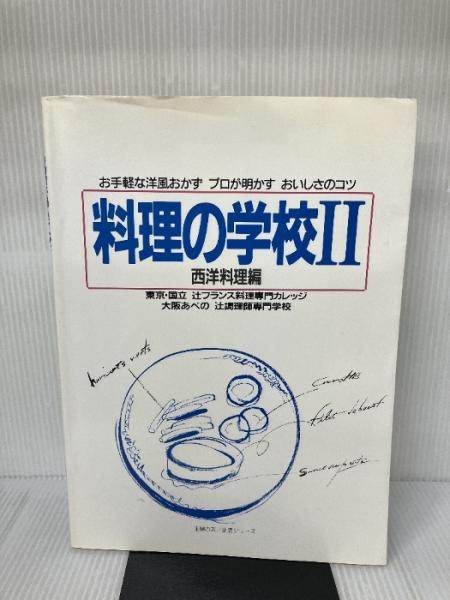 お手軽な洋風おかず プロが明かす おいしさのコツ
料理の学校II
西洋料理編
東京・国立 辻フランス料理専門カレッジ
大阪あべの 辻調理師専門学校
haricots verts
carottes